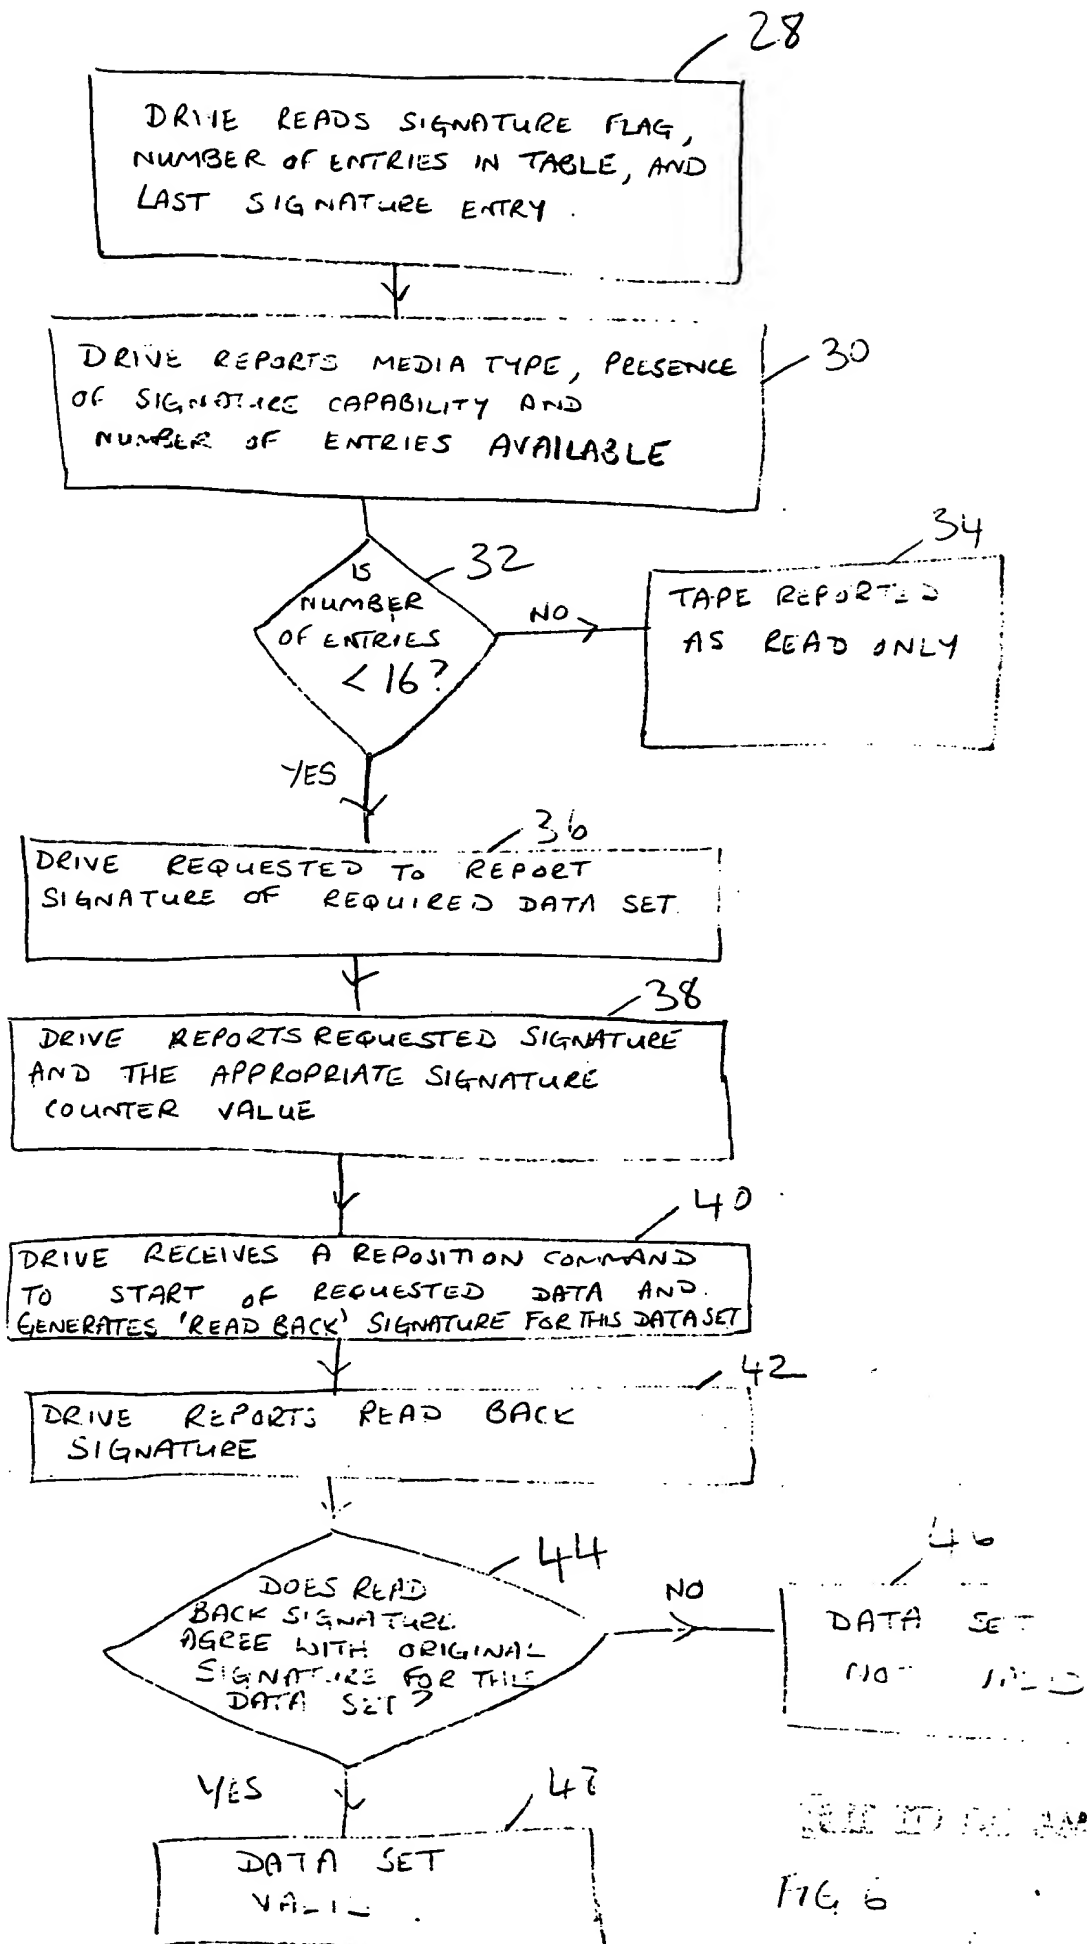 28
DRIVE READS SIGNATURE FLAG,
NUMBER OF ENTRIES IN TABLE, AND
LAST SIGNATURE ENTRY.
DRIVE REPORTS MEDIA TYPE, PRESENCE
OF SIGNATURE CAPABILITY AND
NUMBER OF ENTRIES AVAILABLE
30
32
IS
NUMBER
OF ENTRIES
< 16?
NO
34
TAPE REPORTED
AS READ ONLY
YES
36
DRIVE REQUESTED TO REPORT
SIGNATURE OF REQUIRED DATA SET.
38
DRIVE REPORTS REQUESTED SIGNATURE
AND THE APPROPRIATE SIGNATURE
COUNTER VALUE
40
DRIVE RECEIVES A REPOSITION COMMAND
TO START OF REQUESTED DATA AND.
GENERATES 'READ BACK' SIGNATURE FOR THIS DATASET
42
DRIVE REPORTS READ BACK
SIGNATURE
44
DOES READ
BACK SIGNATURE
AGREE WITH ORIGINAL
SIGNATURE FOR THIS
DATA SET?
NO
46
DATA SET
NOT
YES
DATA SET
VALID
FIG 6